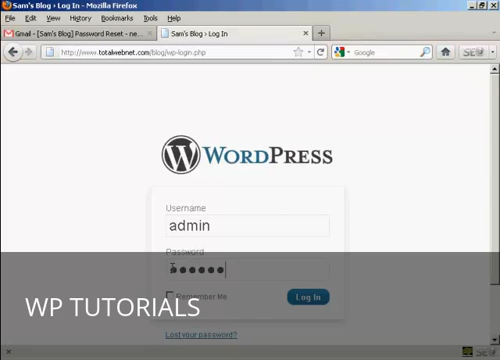 Sam's Blog › Log In - Mozilla Firefox
File Edit View History Bookmarks Tools Help
Gmail - [Sam's Blog] Password Reset - ne...
Sam's Blog › Log In
http://www.totalwebnet.com/blog/wp-login.php
Google
WORDPRESS
Username
admin
Password
Remember Me
Log In
WP TUTORIALS
Lost your password?